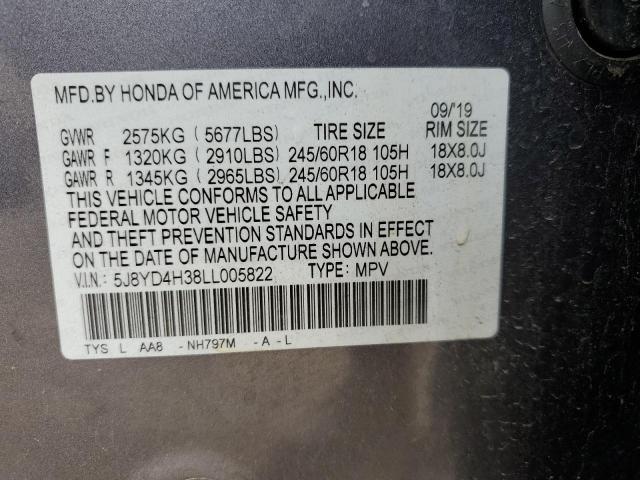 MFD.BY HONDA OF AMERICA MFG.,INC.
09/'19
GVWR 2575KG ( 5677LBS) TIRE SIZE RIM SIZE
GAWR F 1320KG ( 2910LBS) 245/60R18 105H 18X8.0J
GAWR R 1345KG ( 2965LBS) 245/60R18 105H 18X8.0J
THIS VEHICLE CONFORMS TO ALL APPLICABLE
FEDERAL MOTOR VEHICLE SAFETY
AND THEFT PREVENTION STANDARDS IN EFFECT
ON THE DATE OF MANUFACTURE SHOWN ABOVE.
V.I.N.: 5J8YD4H38LL005822 TYPE: MPV
TYS L AA8 -NH797M -A-L